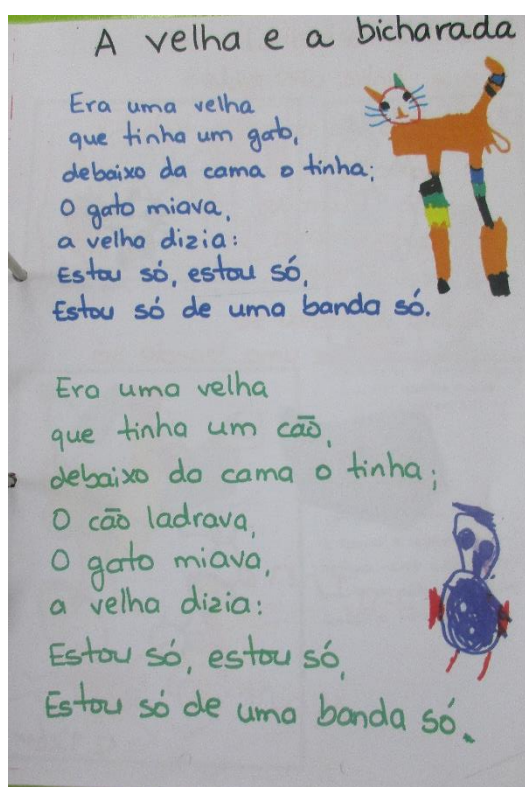 A velha e a bicharada
Era uma velha
que tinha um gato,
debaixo da cama o tinha;
O gato miava,
a velha dizia:
Estou só, estou só,
Estou só de uma banda só.
Era uma velha
que tinha um cão,
debaixo da cama o tinha;
O cão ladrava,
O gato miava,
a velha dizia:
Estou só, estou só,
Estou só de uma banda só.